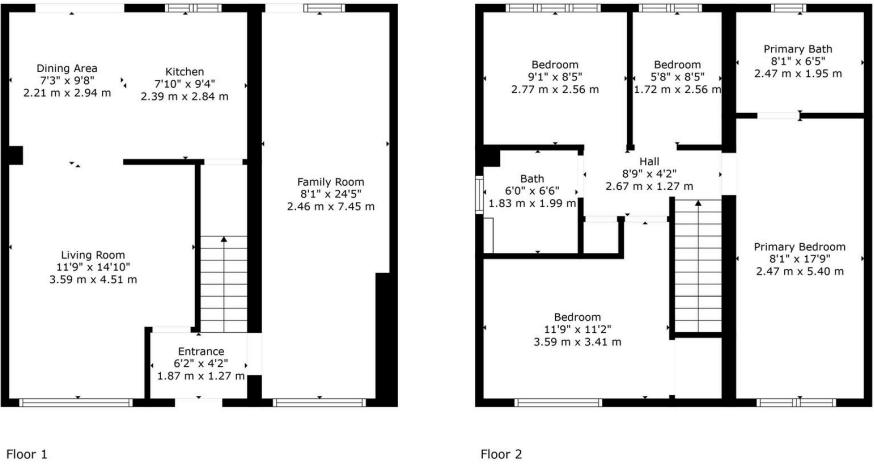 Dining Area
7'3" x 9'8"
2.21 m x 2.94 m
Kitchen
7'10" x 9'4"
2.39 m x 2.84 m
Family Room
8'1" x 24'5"
2.46 m x 7.45 m
Living Room
11'9" x 14'10"
3.59 m x 4.51 m
Entrance
6'2" x 4'2"
1.87 m x 1.27 m
Floor 1
Bedroom
9'1" x 8'5"
2.77 m x 2.56 m
Bedroom
5'8" x 8'5"
1.72 m x 2.56 m
Primary Bath
8'1" x 6'5"
2.47 m x 1.95 m
Hall
8'9" x 4'2"
2.67 m x 1.27 m
Bath
6'0" x 6'6"
1.83 m x 1.99 m
Primary Bedroom
8'1" x 17'9"
2.47 m x 5.40 m
Bedroom
11'9" x 11'2"
3.59 m x 3.41 m
Floor 2